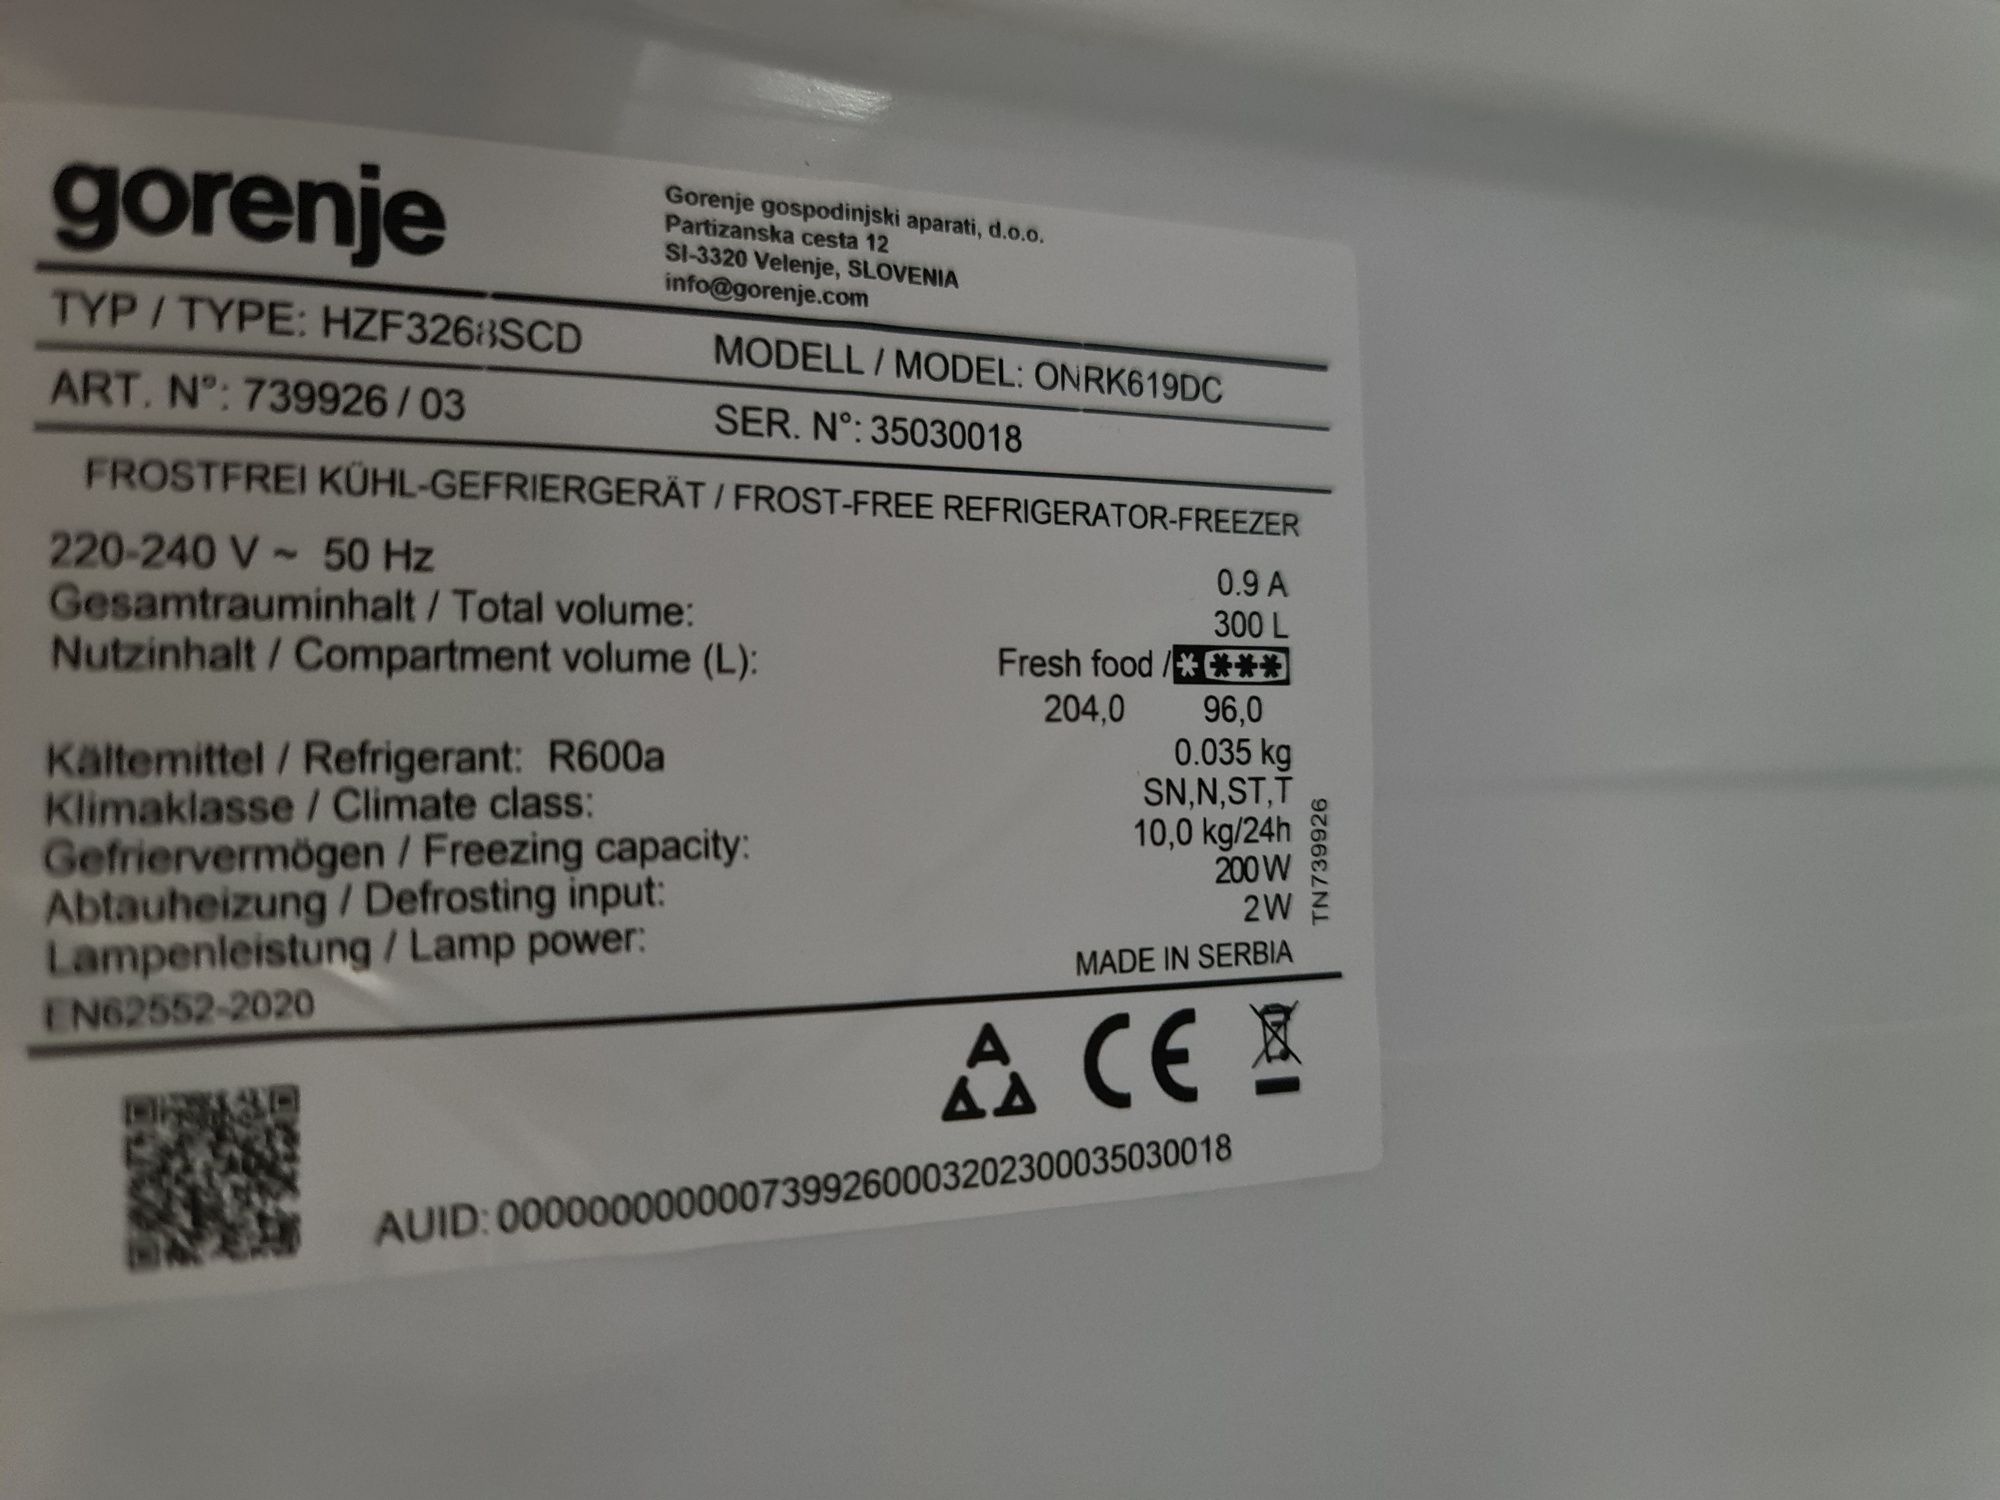 gorenje
Gorenje gospodinjski aparati, d.o.o.
Partizanska cesta 12
SI-3320 Velenje, SLOVENIA
info@gorenje.com
TYP / TYPE: HZF3268SCD
MODELL / MODEL: ONRK619DC
ART. N°: 739926 / 03
SER. N°: 35030018
FROSTFREI KÜHL-GEFRIERGERÄT / FROST-FREE REFRIGERATOR-FREEZER
220-240 V ~ 50 Hz 0.9 A
Gesamtrauminhalt / Total volume: 300 L
Nutzinhalt / Compartment volume (L): Fresh food / * ***
204,0 96,0
Kältemittel / Refrigerant: R600a 0.035 kg
Klimaklasse / Climate class: SN,N,ST,T
Gefriervermögen / Freezing capacity: 10,0 kg/24h
Abtauheizung / Defrosting input: 200W
Lampenleistung / Lamp power: 2W
TN739926
EN62552-2020
MADE IN SERBIA
CE
AUID: 0000000000007399260003202300035030018